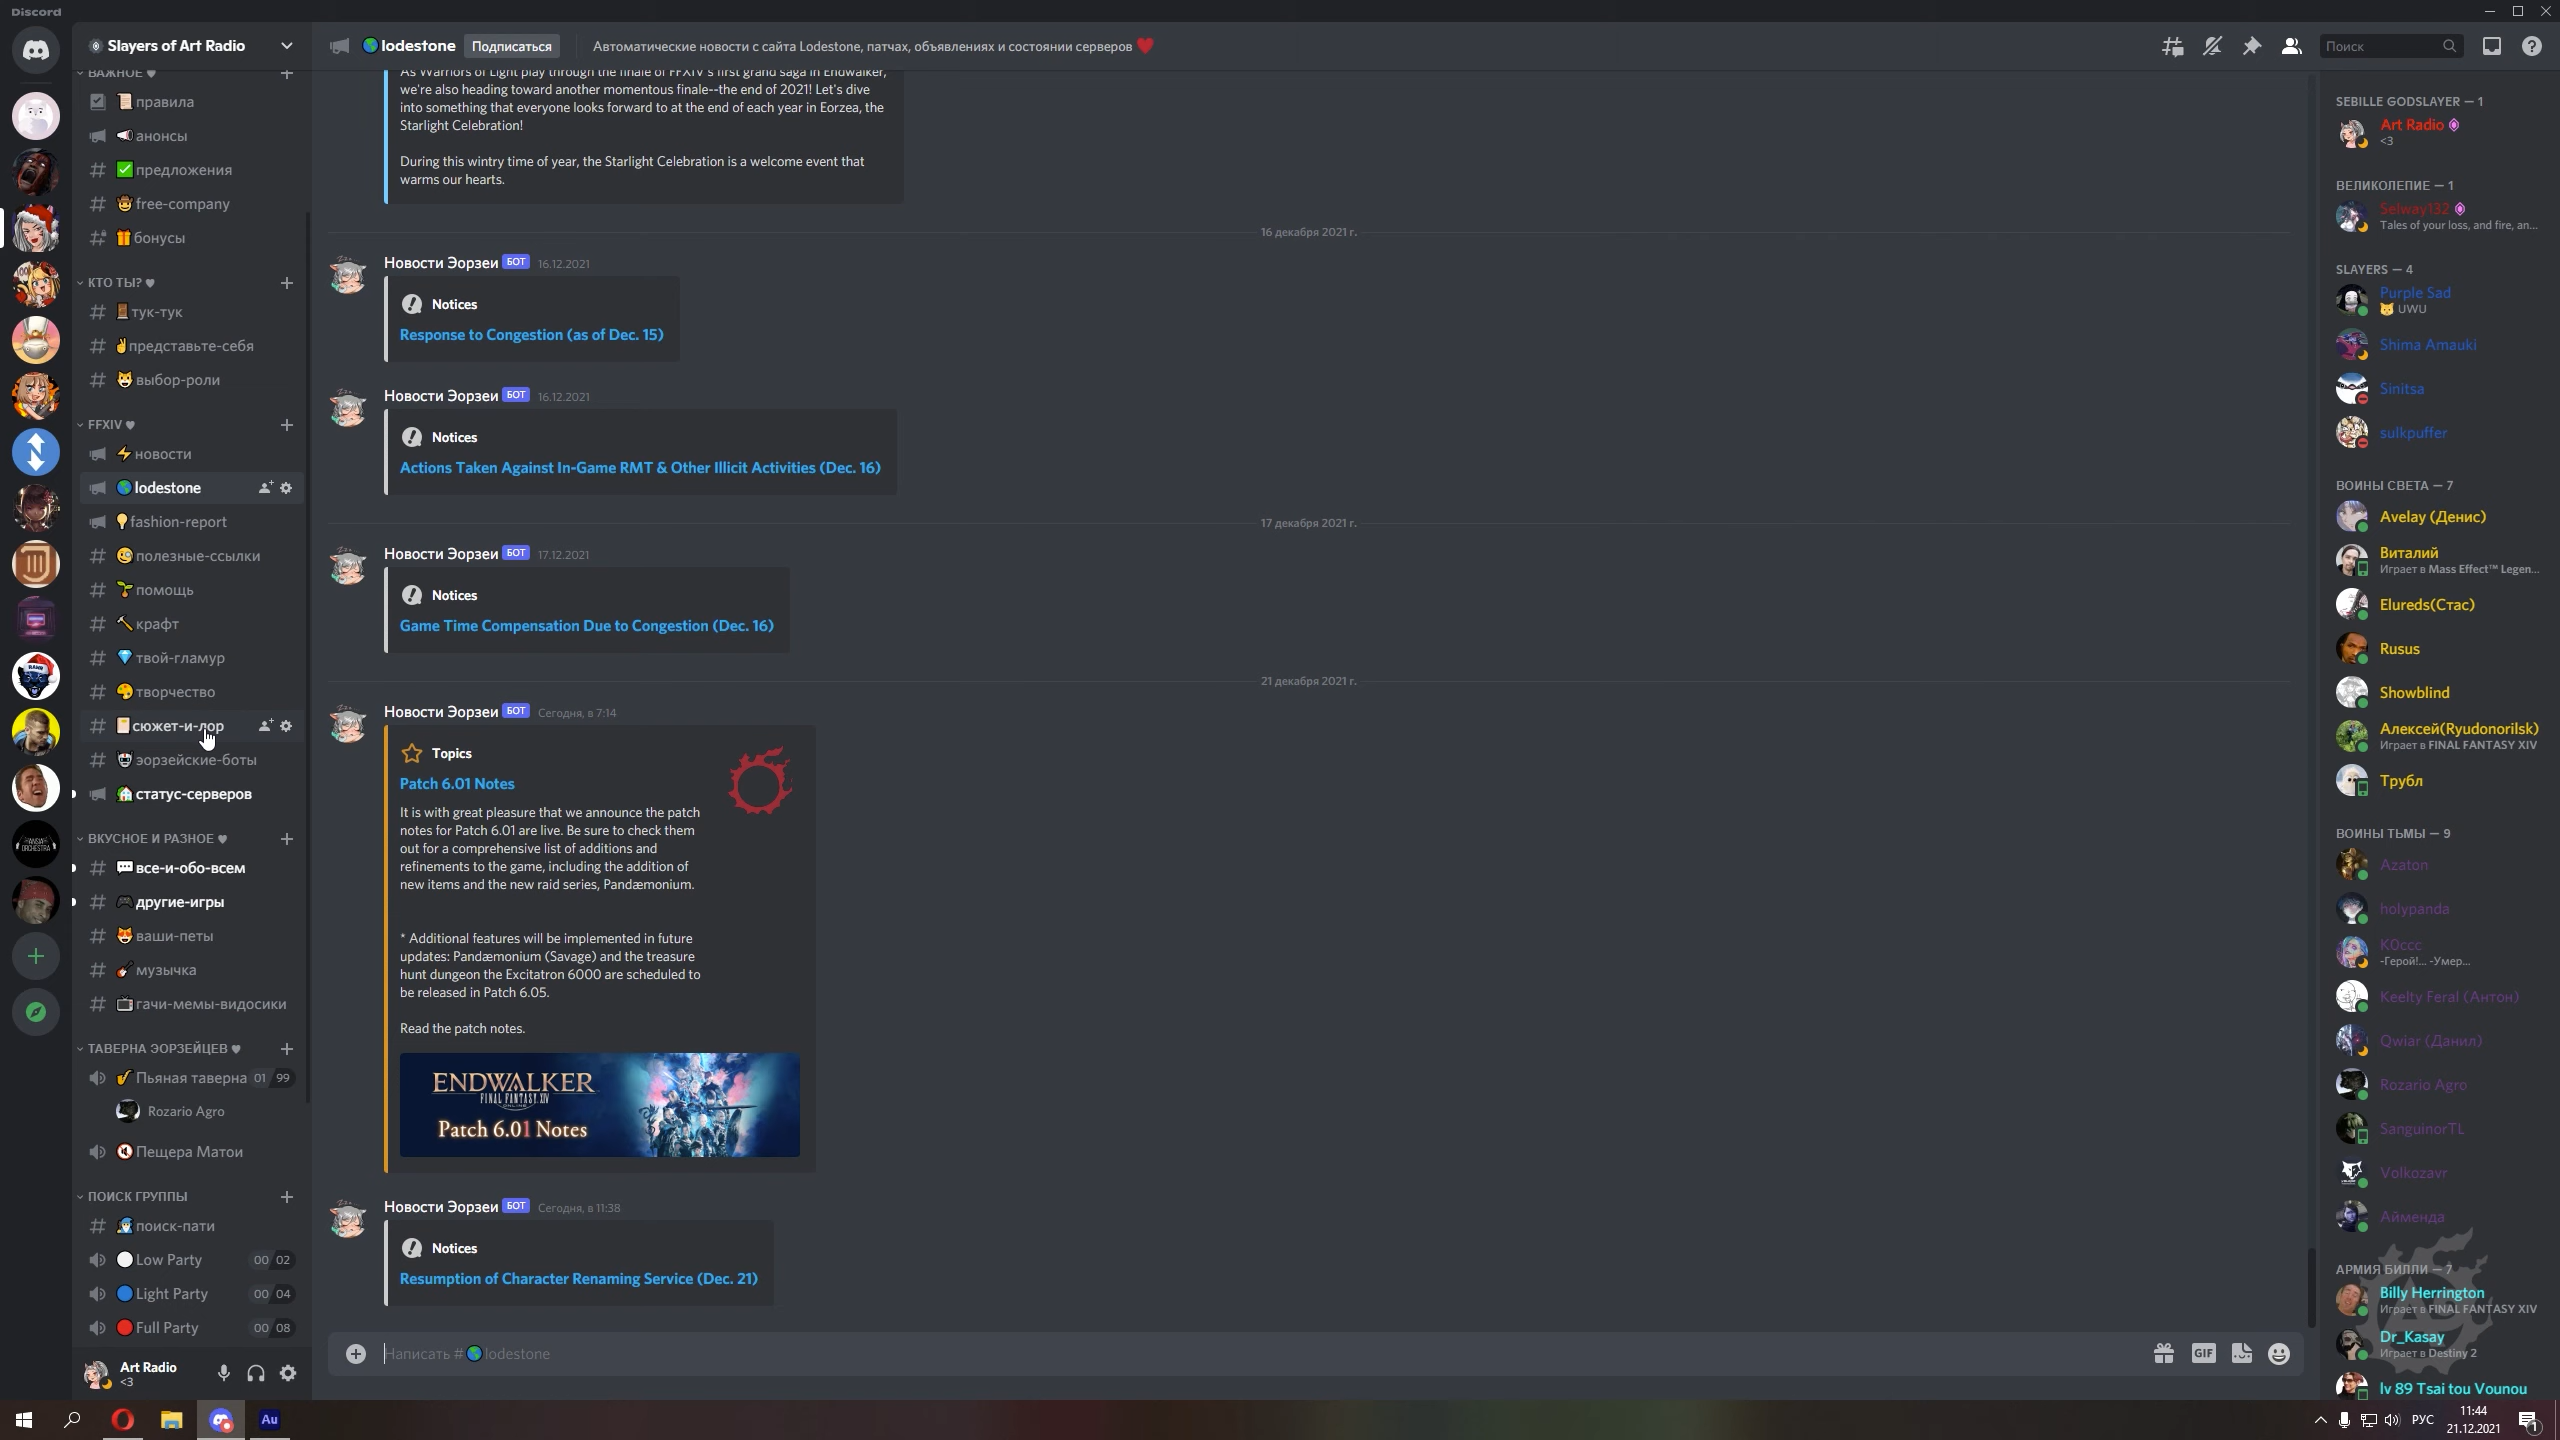 Discord
Slayers of Art Radio
ВАЖНОЕ ♥
правила
анонсы
предложения
free-company
бонусы
КТО ТЫ? ♥
тук-тук
представьте-себя
выбор-роли
FFXIV ♥
новости
lodestone
fashion-report
полезные-ссылки
помощь
крафт
твой-гламур
творчество
сюжет-и-лор
эорзейские-боты
статус-серверов
ВКУСНОЕ И РАЗНОЕ ♥
все-и-обо-всем
другие-игры
ваши-петы
музычка
гачи-мемы-видосики
ТАВЕРНА ЭОРЗЕЙЦЕВ ♥
Пьяная таверна 01 99
Rozario Agro
Пещера Матои
ПОИСК ГРУППЫ
поиск-пати
Low Party 00 02
Light Party 00 04
Full Party 00 08
Art Radio
<3
lodestone Подписаться Автоматические новости с сайта Lodestone, патчах, объявлениях и состоянии серверов ❤
Поиск
As Warriors of Light play through the finale of FFXIV's first grand saga in Endwalker,
we're also heading toward another momentous finale--the end of 2021! Let's dive
into something that everyone looks forward to at the end of each year in Eorzea, the
Starlight Celebration!
During this wintry time of year, the Starlight Celebration is a welcome event that
warms our hearts.
16 декабря 2021 г.
Новости Эорзеи БОТ 16.12.2021
Notices
Response to Congestion (as of Dec. 15)
Новости Эорзеи БОТ 16.12.2021
Notices
Actions Taken Against In-Game RMT & Other Illicit Activities (Dec. 16)
17 декабря 2021 г.
Новости Эорзеи БОТ 17.12.2021
Notices
Game Time Compensation Due to Congestion (Dec. 16)
21 декабря 2021 г.
Новости Эорзеи БОТ Сегодня, в 7:14
Topics
Patch 6.01 Notes
It is with great pleasure that we announce the patch
notes for Patch 6.01 are live. Be sure to check them
out for a comprehensive list of additions and
refinements to the game, including the addition of
new items and the new raid series, Pandæmonium.
* Additional features will be implemented in future
updates: Pandæmonium (Savage) and the treasure
hunt dungeon the Excitatron 6000 are scheduled to
be released in Patch 6.05.
Read the patch notes.
ENDWALKER
FINAL FANTASY XIV
ONLINE
Patch 6.01 Notes
Новости Эорзеи БОТ Сегодня, в 11:38
Notices
Resumption of Character Renaming Service (Dec. 21)
Написать #lodestone
GIF
SEBILLE GODSLAYER — 1
Art Radio
<3
ВЕЛИКОЛЕПИЕ — 1
Selway132
Tales of your loss, and fire, an...
SLAYERS — 4
Purple Sad
UWU
Shima Amauki
Sinitsa
sulkpuffer
ВОИНЫ СВЕТА — 7
Avelay (Денис)
Виталий
Играет в Mass Effect™ Legen...
Elureds(Стас)
Rusus
Showblind
Алексей(Ryudonorilsk)
Играет в FINAL FANTASY XIV
Трубл
ВОИНЫ ТЬМЫ — 9
Azaton
holypanda
K0ccc
-Герой!... -Умер...
Keelty Feral (Антон)
Qwiar (Данил)
Rozario Agro
SanguinorTL
Volkozavr
Айменда
АРМИЯ БИЛЛИ — 7
Billy Herrington
Играет в FINAL FANTASY XIV
Dr_Kasay
Играет в Destiny 2
lv 89 Tsai tou Vounou
Au
РУС
11:44
21.12.2021
1